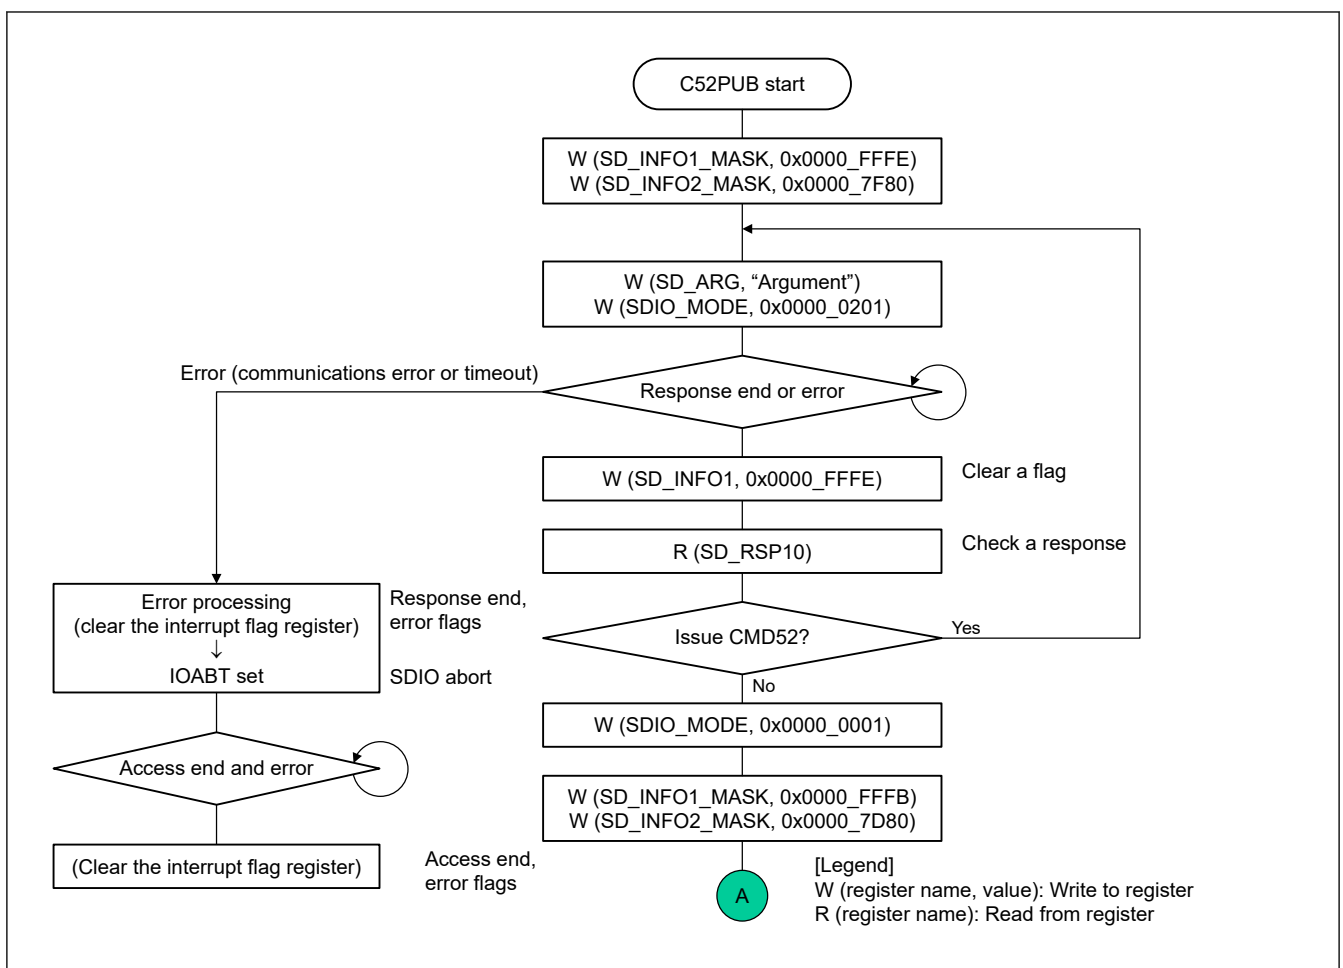 C52PUB start
W (SD_INFO1_MASK, 0x0000_FFFE)
W (SD_INFO2_MASK, 0x0000_7F80)
W (SD_ARG, “Argument”)
W (SDIO_MODE, 0x0000_0201)
Error (communications error or timeout)
Response end or error
W (SD_INFO1, 0x0000_FFFE)
Clear a flag
R (SD_RSP10)
Check a response
Error processing
(clear the interrupt flag register)
↓
IOABT set
Response end,
error flags
SDIO abort
Issue CMD52?
Yes
No
W (SDIO_MODE, 0x0000_0001)
Access end and error
W (SD_INFO1_MASK, 0x0000_FFFB)
W (SD_INFO2_MASK, 0x0000_7D80)
(Clear the interrupt flag register)
Access end,
error flags
A
[Legend]
W (register name, value): Write to register
R (register name): Read from register